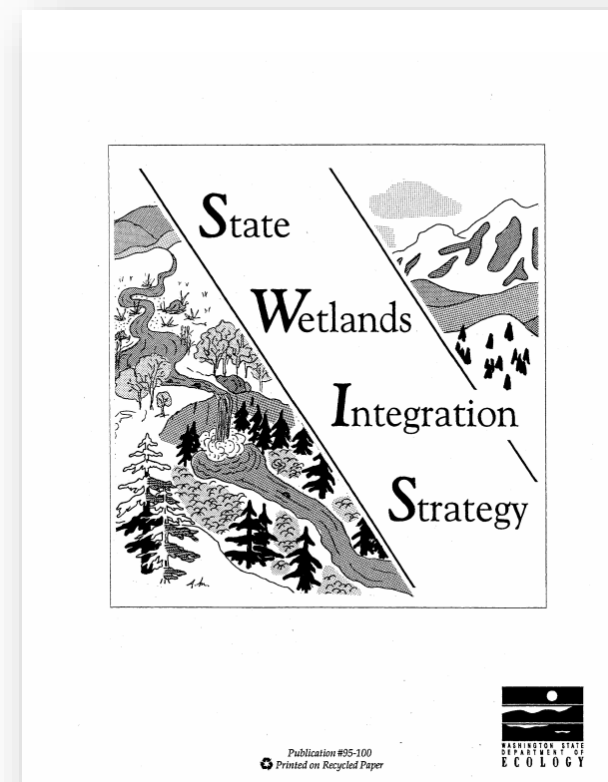 State
Wetlands
Integration
Strategy
Publication #95-100
Printed on Recycled Paper
WASHINGTON STATE
DEPARTMENT OF
ECOLOGY